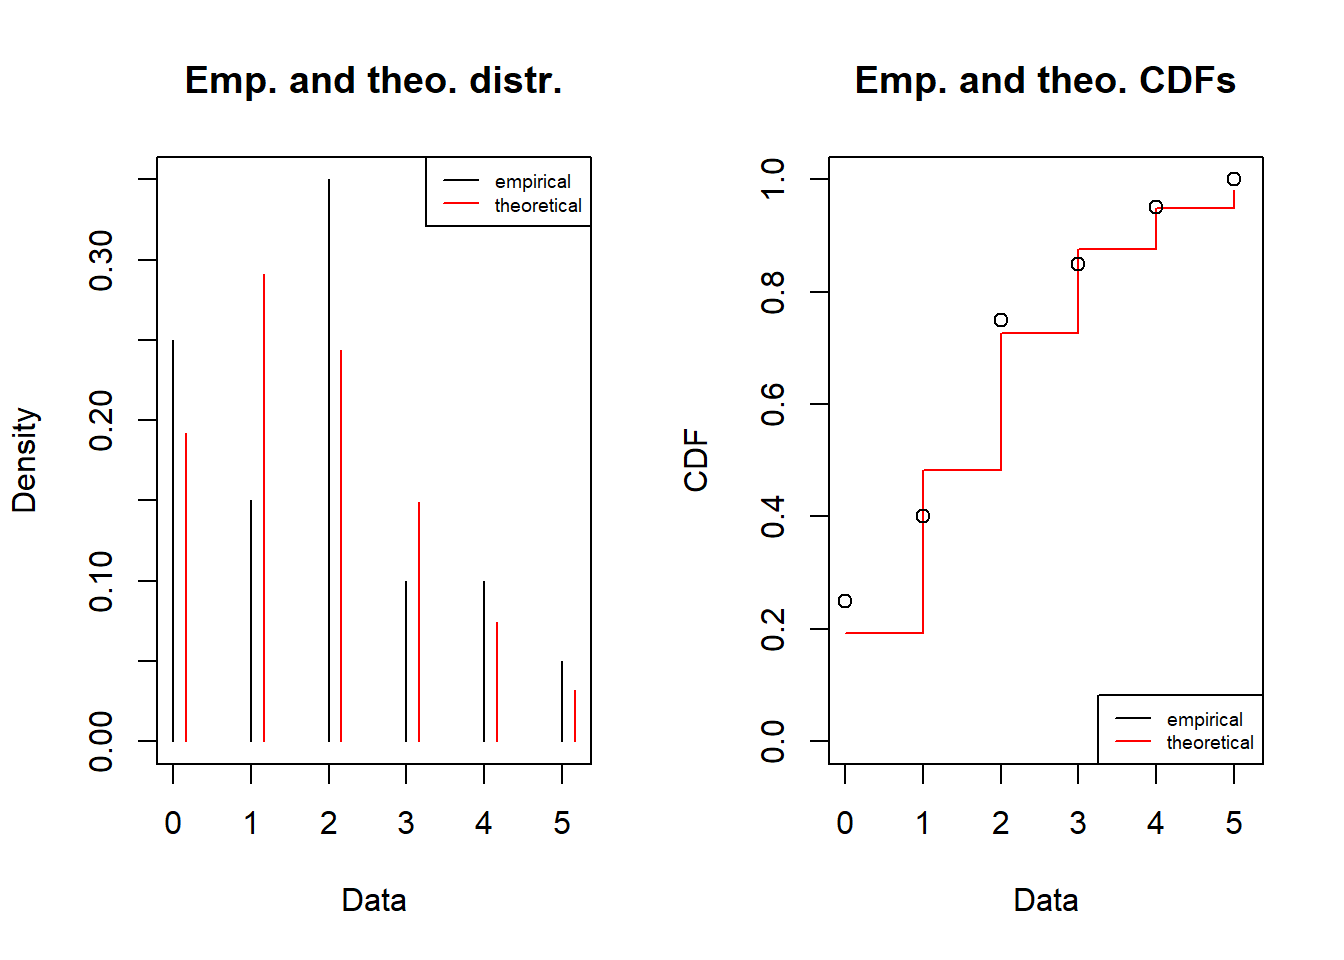 Emp. and theo. distr.
empirical
theoretical
0.30
0.20
0.10
0.00
Density
0 1 2 3 4 5
Data
Emp. and theo. CDFs
1.0
0.8
0.6
0.4
0.2
0.0
CDF
empirical
theoretical
0 1 2 3 4 5
Data